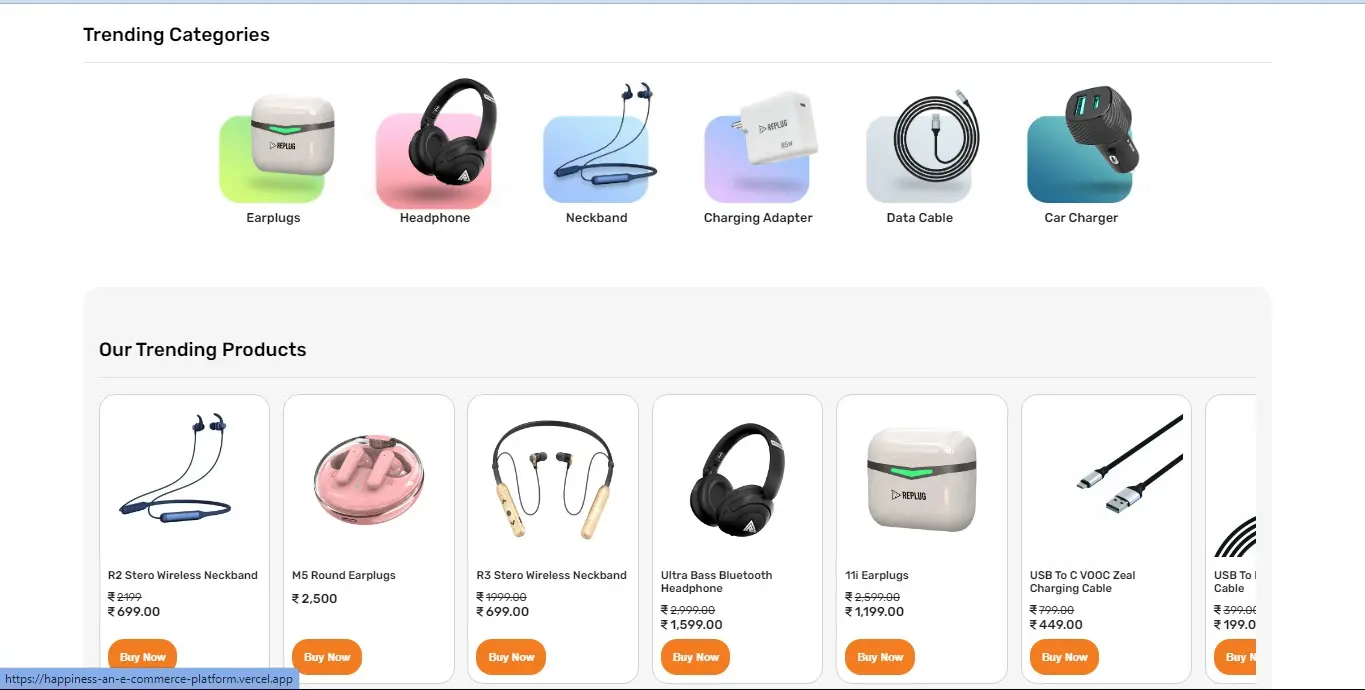 Trending Categories
REPLUG
REPLUG
65W
Earplugs
Headphone
Neckband
Charging Adapter
Data Cable
Car Charger
Our Trending Products
REPLUG
R2 Stero Wireless Neckband
₹ 2199
₹ 699.00
Buy Now
M5 Round Earplugs
₹ 2,500
Buy Now
R3 Stero Wireless Neckband
₹ 1999.00
₹ 699.00
Buy Now
Ultra Bass Bluetooth
Headphone
₹ 2,999.00
₹ 1,599.00
Buy Now
11i Earplugs
₹ 2,599.00
₹ 1,199.00
Buy Now
USB To C VOOC Zeal
Charging Cable
₹ 799.00
₹ 449.00
Buy Now
USB To
Cable
₹ 399.00
₹ 199.0
Buy N
https://happiness-an-e-commerce-platform.vercel.app